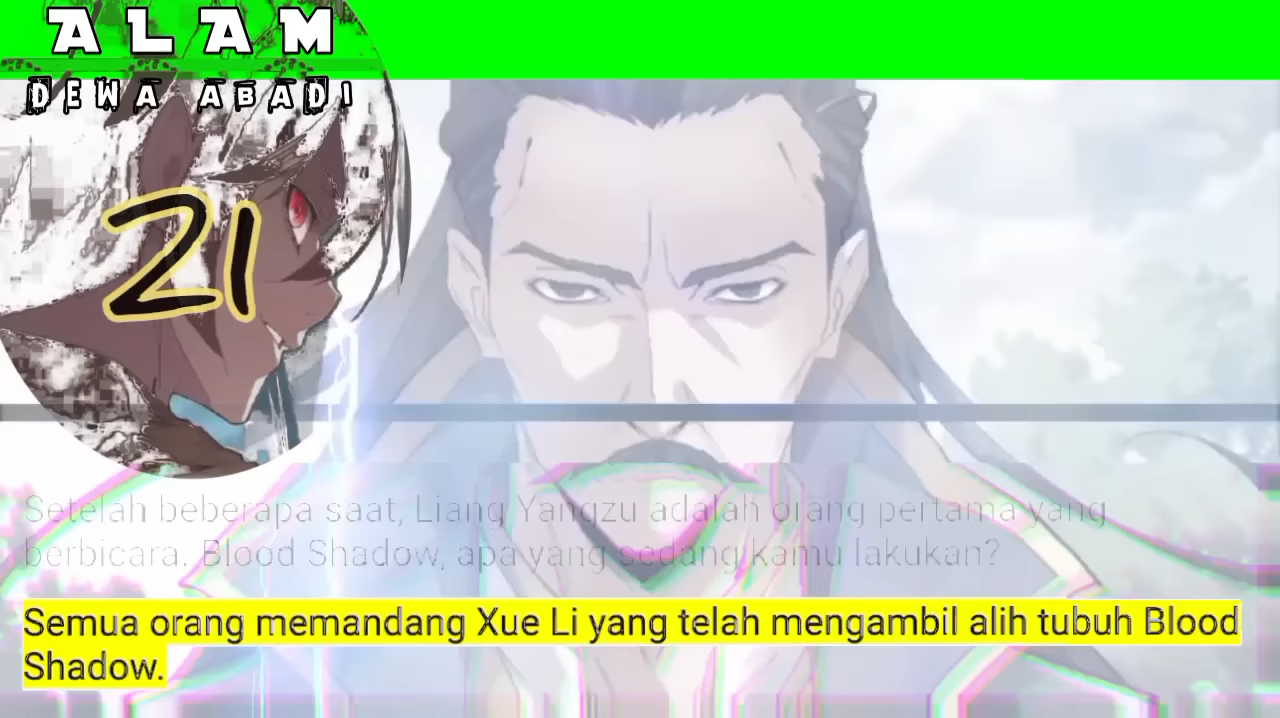 ALAM
DEWA ABADI
21
Setelah beberapa saat, Liang Yangzu adalah orang pertama yang
berbicara. Blood Shadow, apa yang sedang kamu lakukan?
Semua orang memandang Xue Li yang telah mengambil alih tubuh Blood
Shadow.